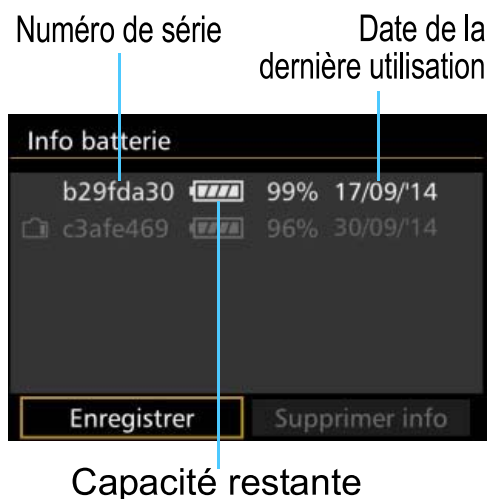 Numéro de série
Date de la
dernière utilisation
Info batterie
b29fda30 99% 17/09/'14
c3afe469 96% 30/09/'14
Enregistrer Supprimer info
Capacité restante